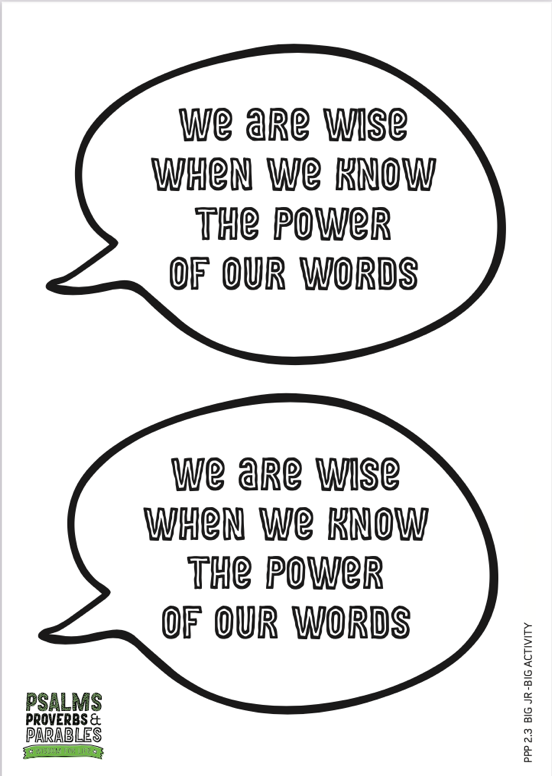 We are wise
when we know
the power
of our words
We are wise
when we know
the power
of our words
PSALMS
PROVERBS &
PARABLES
PPP 2.3 BIG JR - BIG ACTIVITY